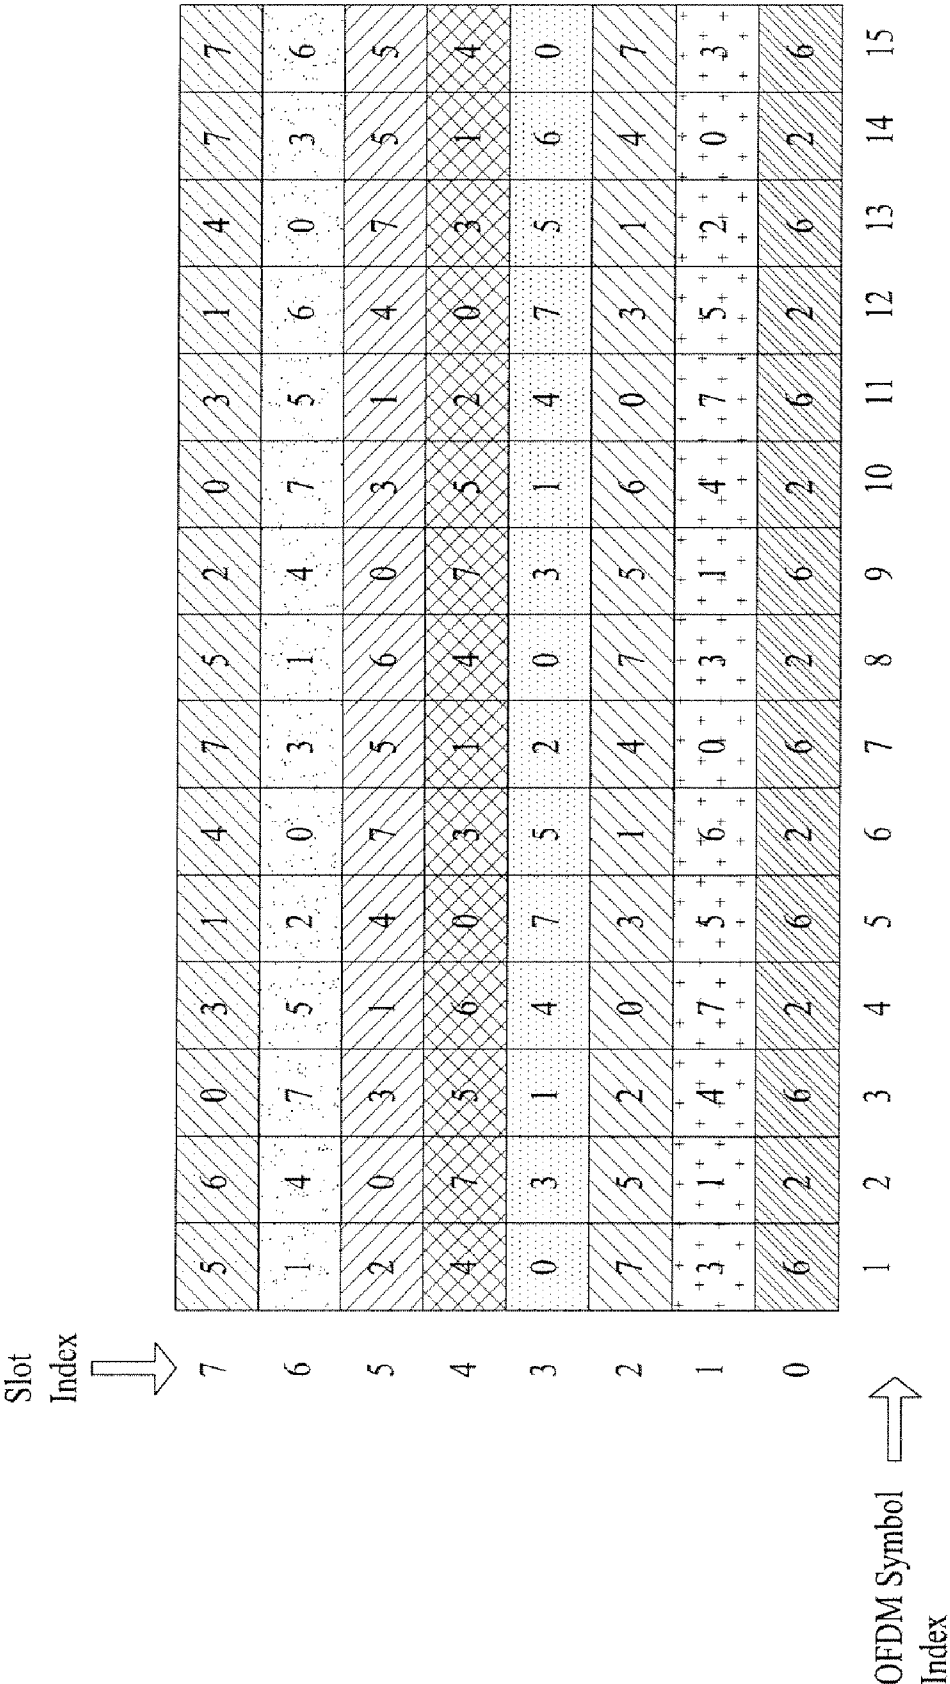 Slot
Index
7 5 6 0 3 1 4 7 5 2 0 3 1 4 7 7
6 1 4 7 5 2 0 3 1 4 7 5 6 0 3 6
5 2 0 3 1 4 7 5 6 0 3 1 4 7 5 5
4 4 7 5 6 0 3 1 4 7 5 2 0 3 1 4
3 0 3 1 4 7 5 2 0 3 1 4 7 5 6 0
2 7 5 2 0 3 1 4 7 5 6 0 3 1 4 7
1 3 1 4 7 5 6 0 3 1 4 7 5 2 0 3
0 6 2 6 2 6 2 6 2 6 2 6 2 6 2 6
OFDM Symbol
Index
1 2 3 4 5 6 7 8 9 10 11 12 13 14 15